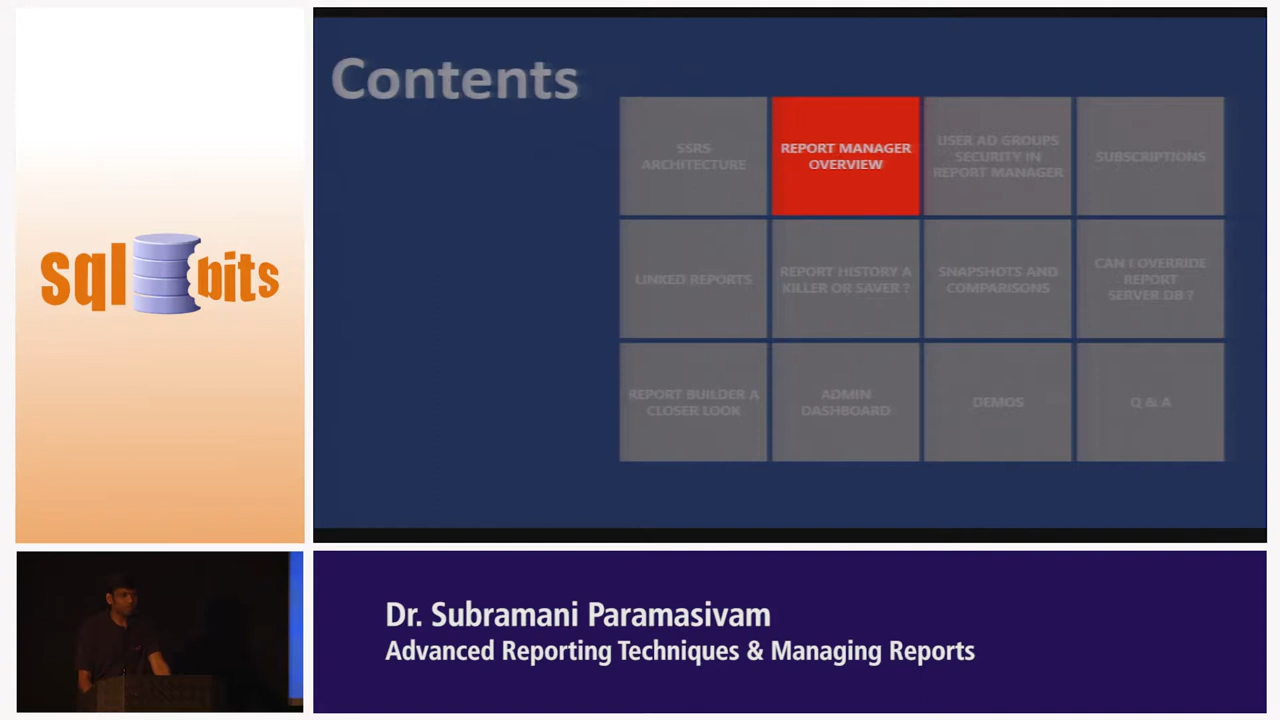 Contents
SSRS
ARCHITECTURE
REPORT MANAGER
OVERVIEW
USER AD GROUPS
SECURITY IN
REPORT MANAGER
SUBSCRIPTIONS
LINKED REPORTS
REPORT HISTORY A
KILLER OR SAVER ?
SNAPSHOTS AND
COMPARISONS
CAN I OVERRIDE
REPORT
SERVER DB ?
REPORT BUILDER A
CLOSER LOOK
ADMIN
DASHBOARD
DEMOS
Q & A
sql bits
Dr. Subramani Paramasivam
Advanced Reporting Techniques & Managing Reports